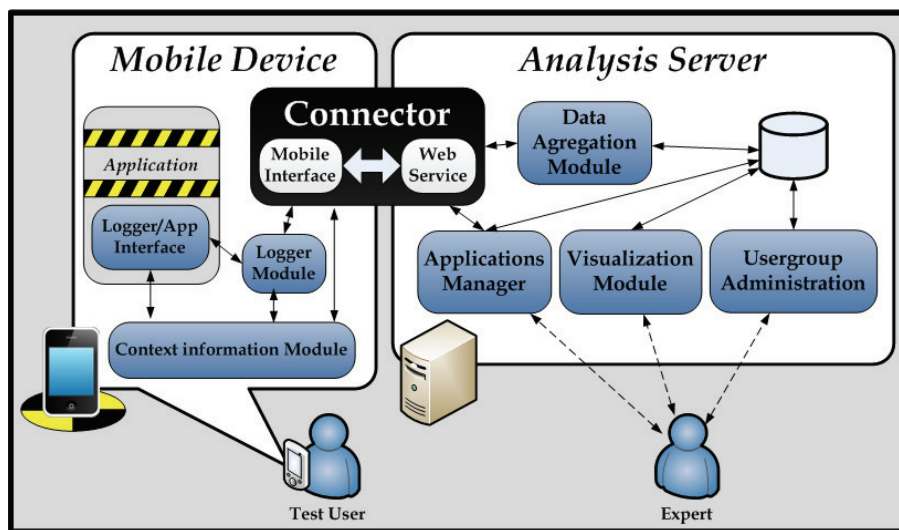 Mobile Device
Analysis Server
Connector
Mobile
Interface
Web
Service
Data
Agregation
Module
Application
Logger/App
Interface
Logger
Module
Applications
Manager
Visualization
Module
Usergroup
Administration
Context information Module
Test User
Expert